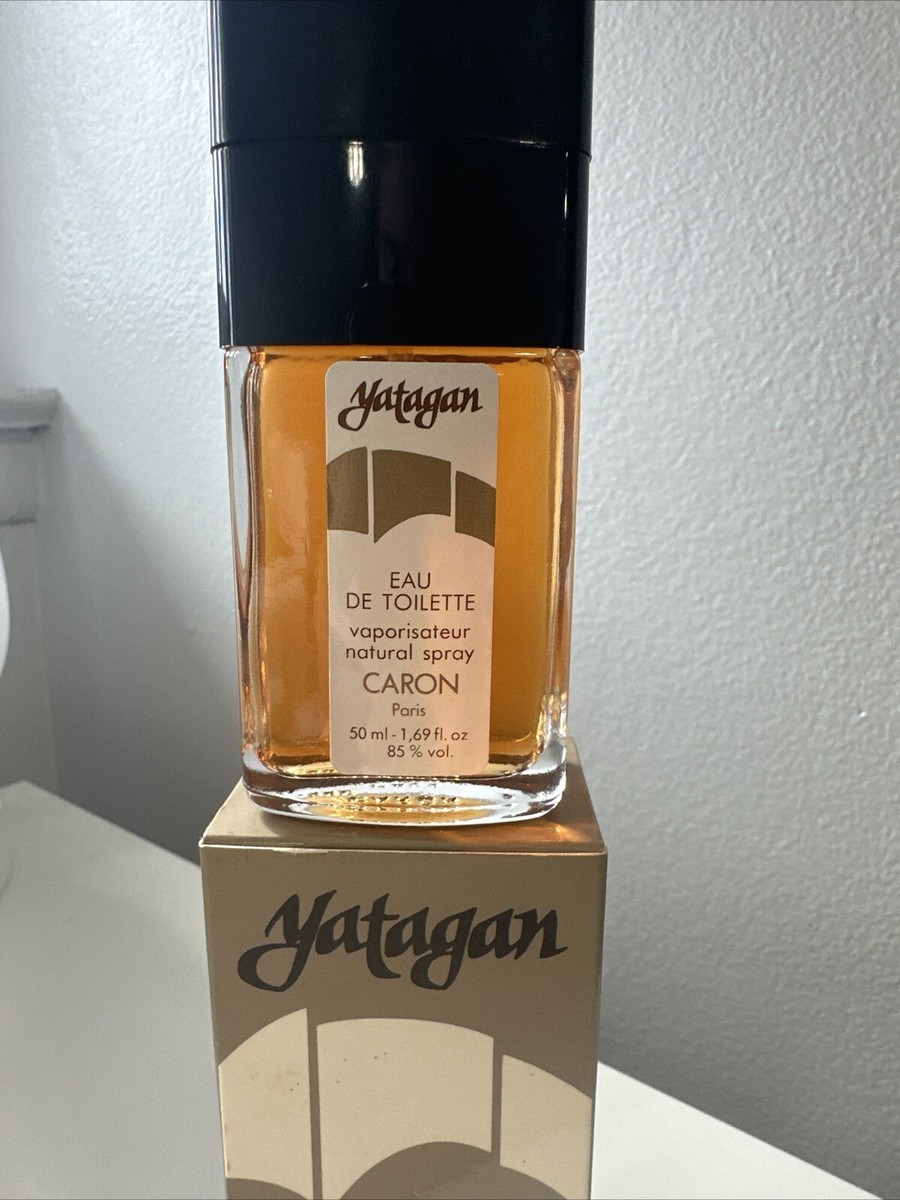 yatagan
EAU
DE TOILETTE
vaporisateur
natural spray
CARON
Paris
50 ml - 1,69 fl. oz
85 % vol.
yatagan